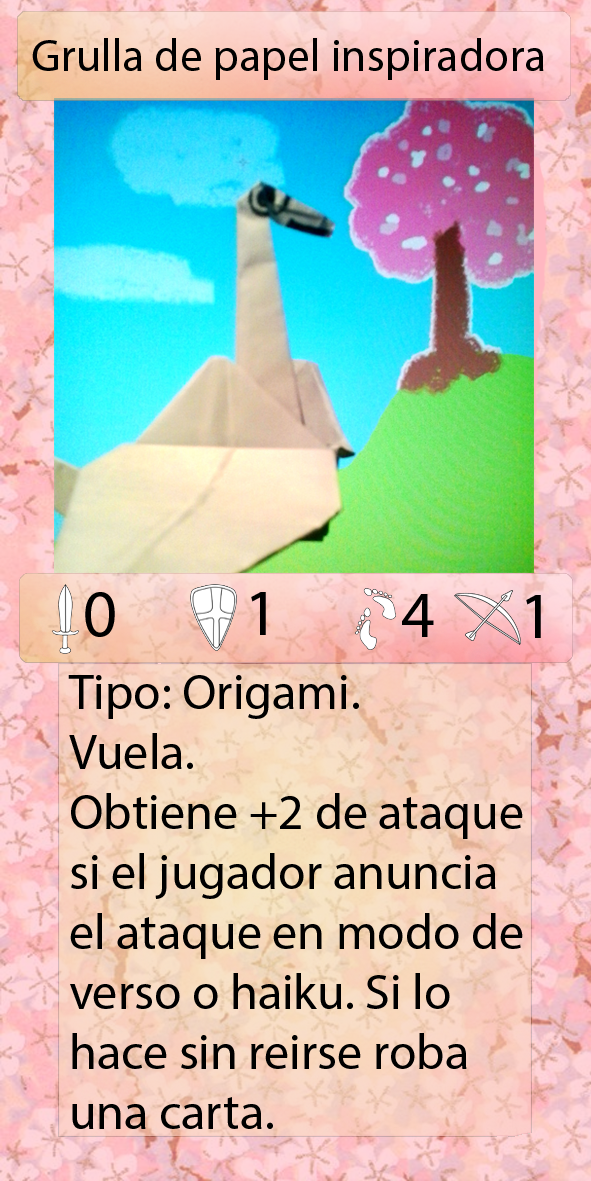 Grulla de papel inspiradora
0 1 4 1
Tipo: Origami.
Vuela.
Obtiene +2 de ataque
si el jugador anuncia
el ataque en modo de
verso o haiku. Si lo
hace sin reirse roba
una carta.